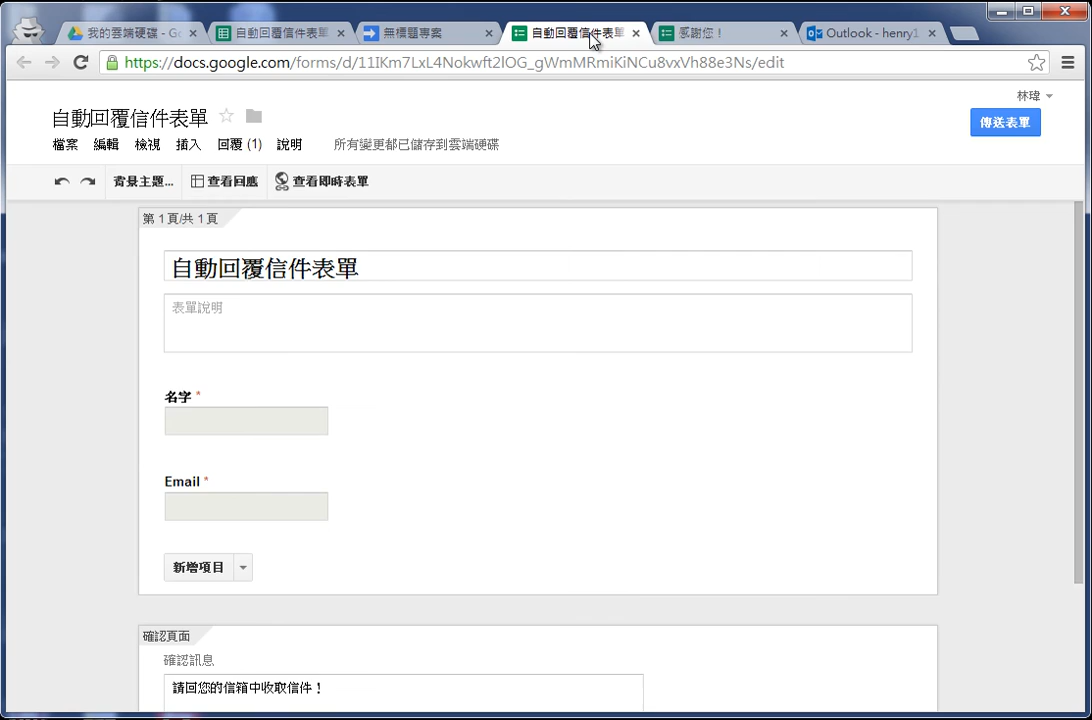 我的雲端硬碟 - Go
自動回覆信件表單
無標題專案
自動回覆信件表單
感謝您！
Outlook - henry1
https://docs.google.com/forms/d/11IKm7LxL4Nokwft2lOG_gWmMRmiKiNCu8vxVh88e3Ns/edit
林瑋
自動回覆信件表單
傳送表單
檔案 編輯 檢視 插入 回覆 (1) 說明 所有變更都已儲存到雲端硬碟
背景主題... 查看回應 查看即時表單
第 1 頁/共 1 頁
自動回覆信件表單
表單說明
名字 *
Email *
新增項目
確認頁面
確認訊息
請回您的信箱中收取信件！